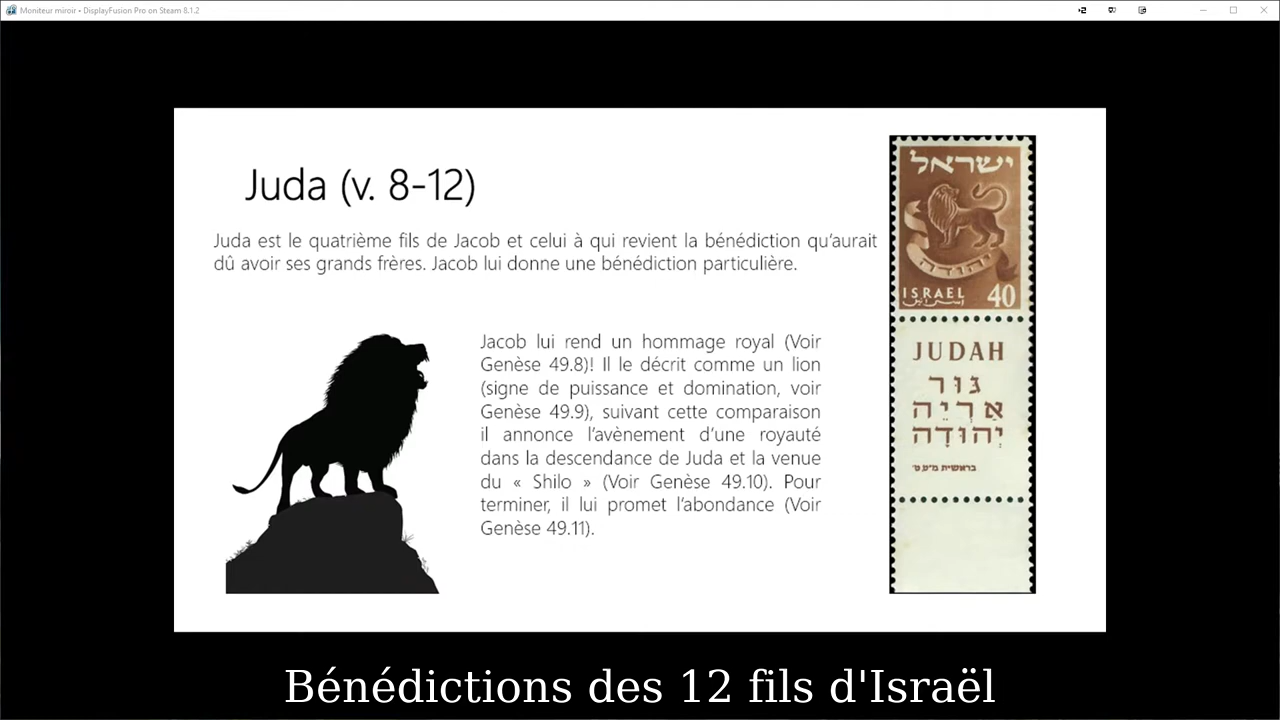 Moniteur miroir • DisplayFusion Pro on Steam 8.1.2
Juda (v. 8-12)
Juda est le quatrième fils de Jacob et celui à qui revient la bénédiction qu'aurait
dû avoir ses grands frères. Jacob lui donne une bénédiction particulière.
Jacob lui rend un hommage royal (Voir
Genèse 49.8)! Il le décrit comme un lion
(signe de puissance et domination, voir
Genèse 49.9), suivant cette comparaison
il annonce l'avènement d'une royauté
dans la descendance de Juda et la venue
du « Shilo » (Voir Genèse 49.10). Pour
terminer, il lui promet l'abondance (Voir
Genèse 49.11).
ישראל
יהודה
ISRAEL 40
اسرائيل
JUDAH
גּוּר
אַרְיֵה
יְהוּדָה
בראשית מ״ט ט׳
Bénédictions des 12 fils d'Israël